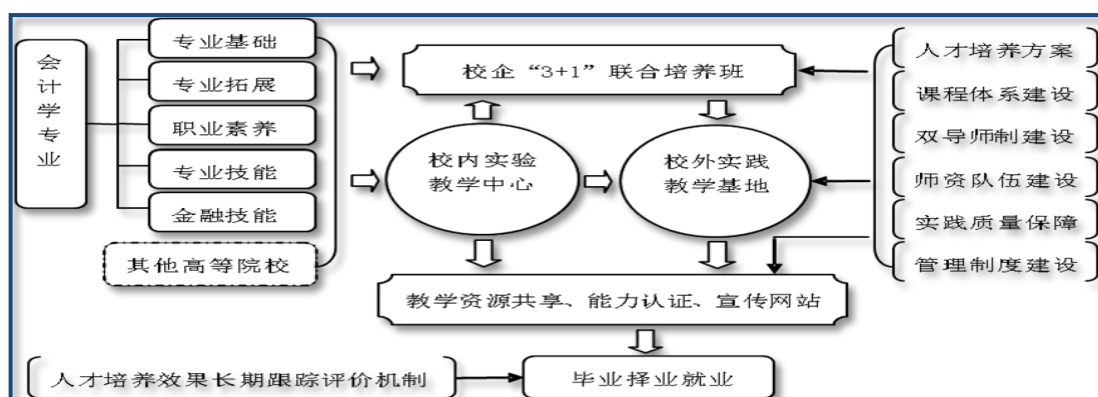 会计学专业
专业基础
专业拓展
职业素养
专业技能
金融技能
其他高等院校
校企“3+1”联合培养班
校内实验
教学中心
校外实践
教学基地
教学资源共享、能力认证、宣传网站
毕业择业就业
人才培养效果长期跟踪评价机制
人才培养方案
课程体系建设
双导师制建设
师资队伍建设
实践质量保障
管理制度建设